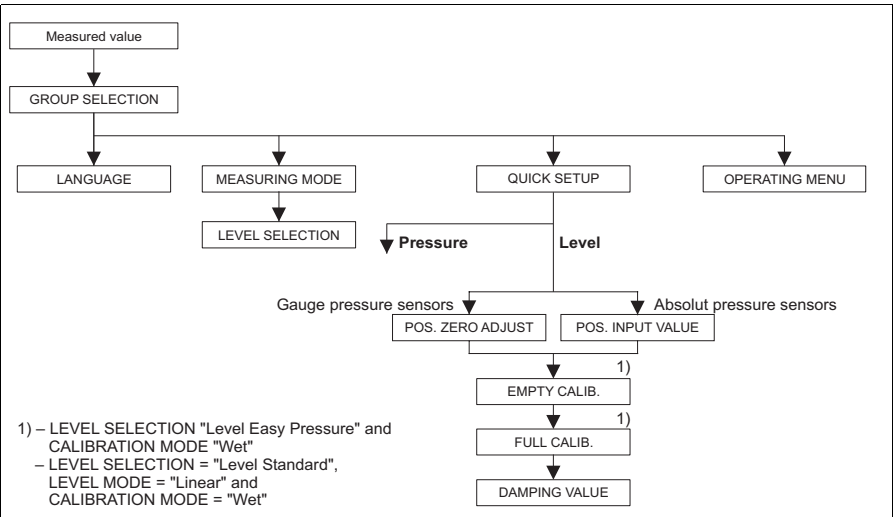 Measured value
GROUP SELECTION
LANGUAGE
MEASURING MODE
QUICK SETUP
OPERATING MENU
LEVEL SELECTION
Pressure
Level
Gauge pressure sensors
Absolut pressure sensors
POS. ZERO ADJUST
POS. INPUT VALUE
1)
EMPTY CALIB.
1)
FULL CALIB.
DAMPING VALUE
1) – LEVEL SELECTION "Level Easy Pressure" and
CALIBRATION MODE "Wet"
– LEVEL SELECTION = "Level Standard",
LEVEL MODE = "Linear" and
CALIBRATION MODE = "Wet"